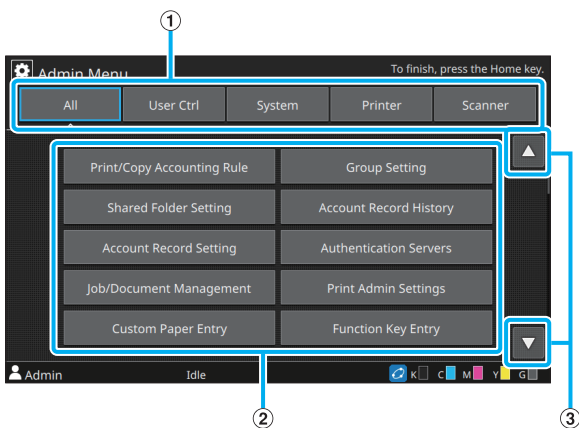 ①
Admin Menu To finish, press the Home key.
All User Ctrl System Printer Scanner
Print/Copy Accounting Rule Group Setting
Shared Folder Setting Account Record History
Account Record Setting Authentication Servers
Job/Document Management Print Admin Settings
Custom Paper Entry Function Key Entry
Admin Idle K C M Y G
② ③